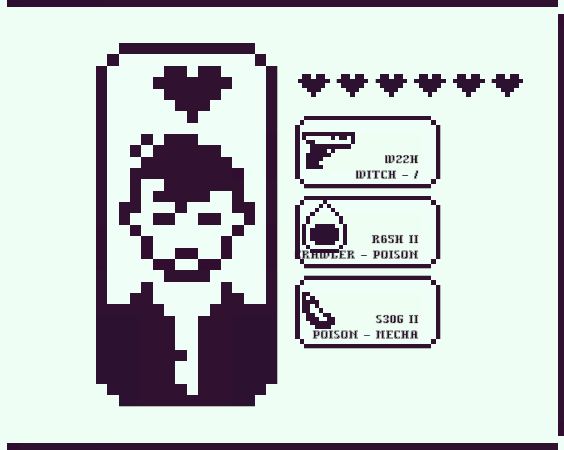 W22H
WITCH - /
R65H II
RAWLER - POISON
S30G II
POISON - MECHA